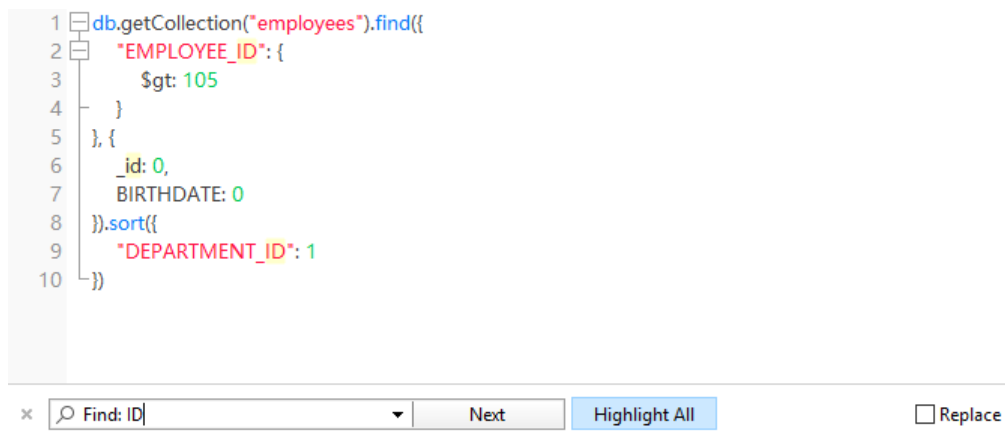 1 db.getCollection("employees").find({
2 "EMPLOYEE_ID": {
3 $gt: 105
4 }
5 }, {
6 _id: 0,
7 BIRTHDATE: 0
8 }).sort({
9 "DEPARTMENT_ID": 1
10 })
× Find: ID Next Highlight All Replace